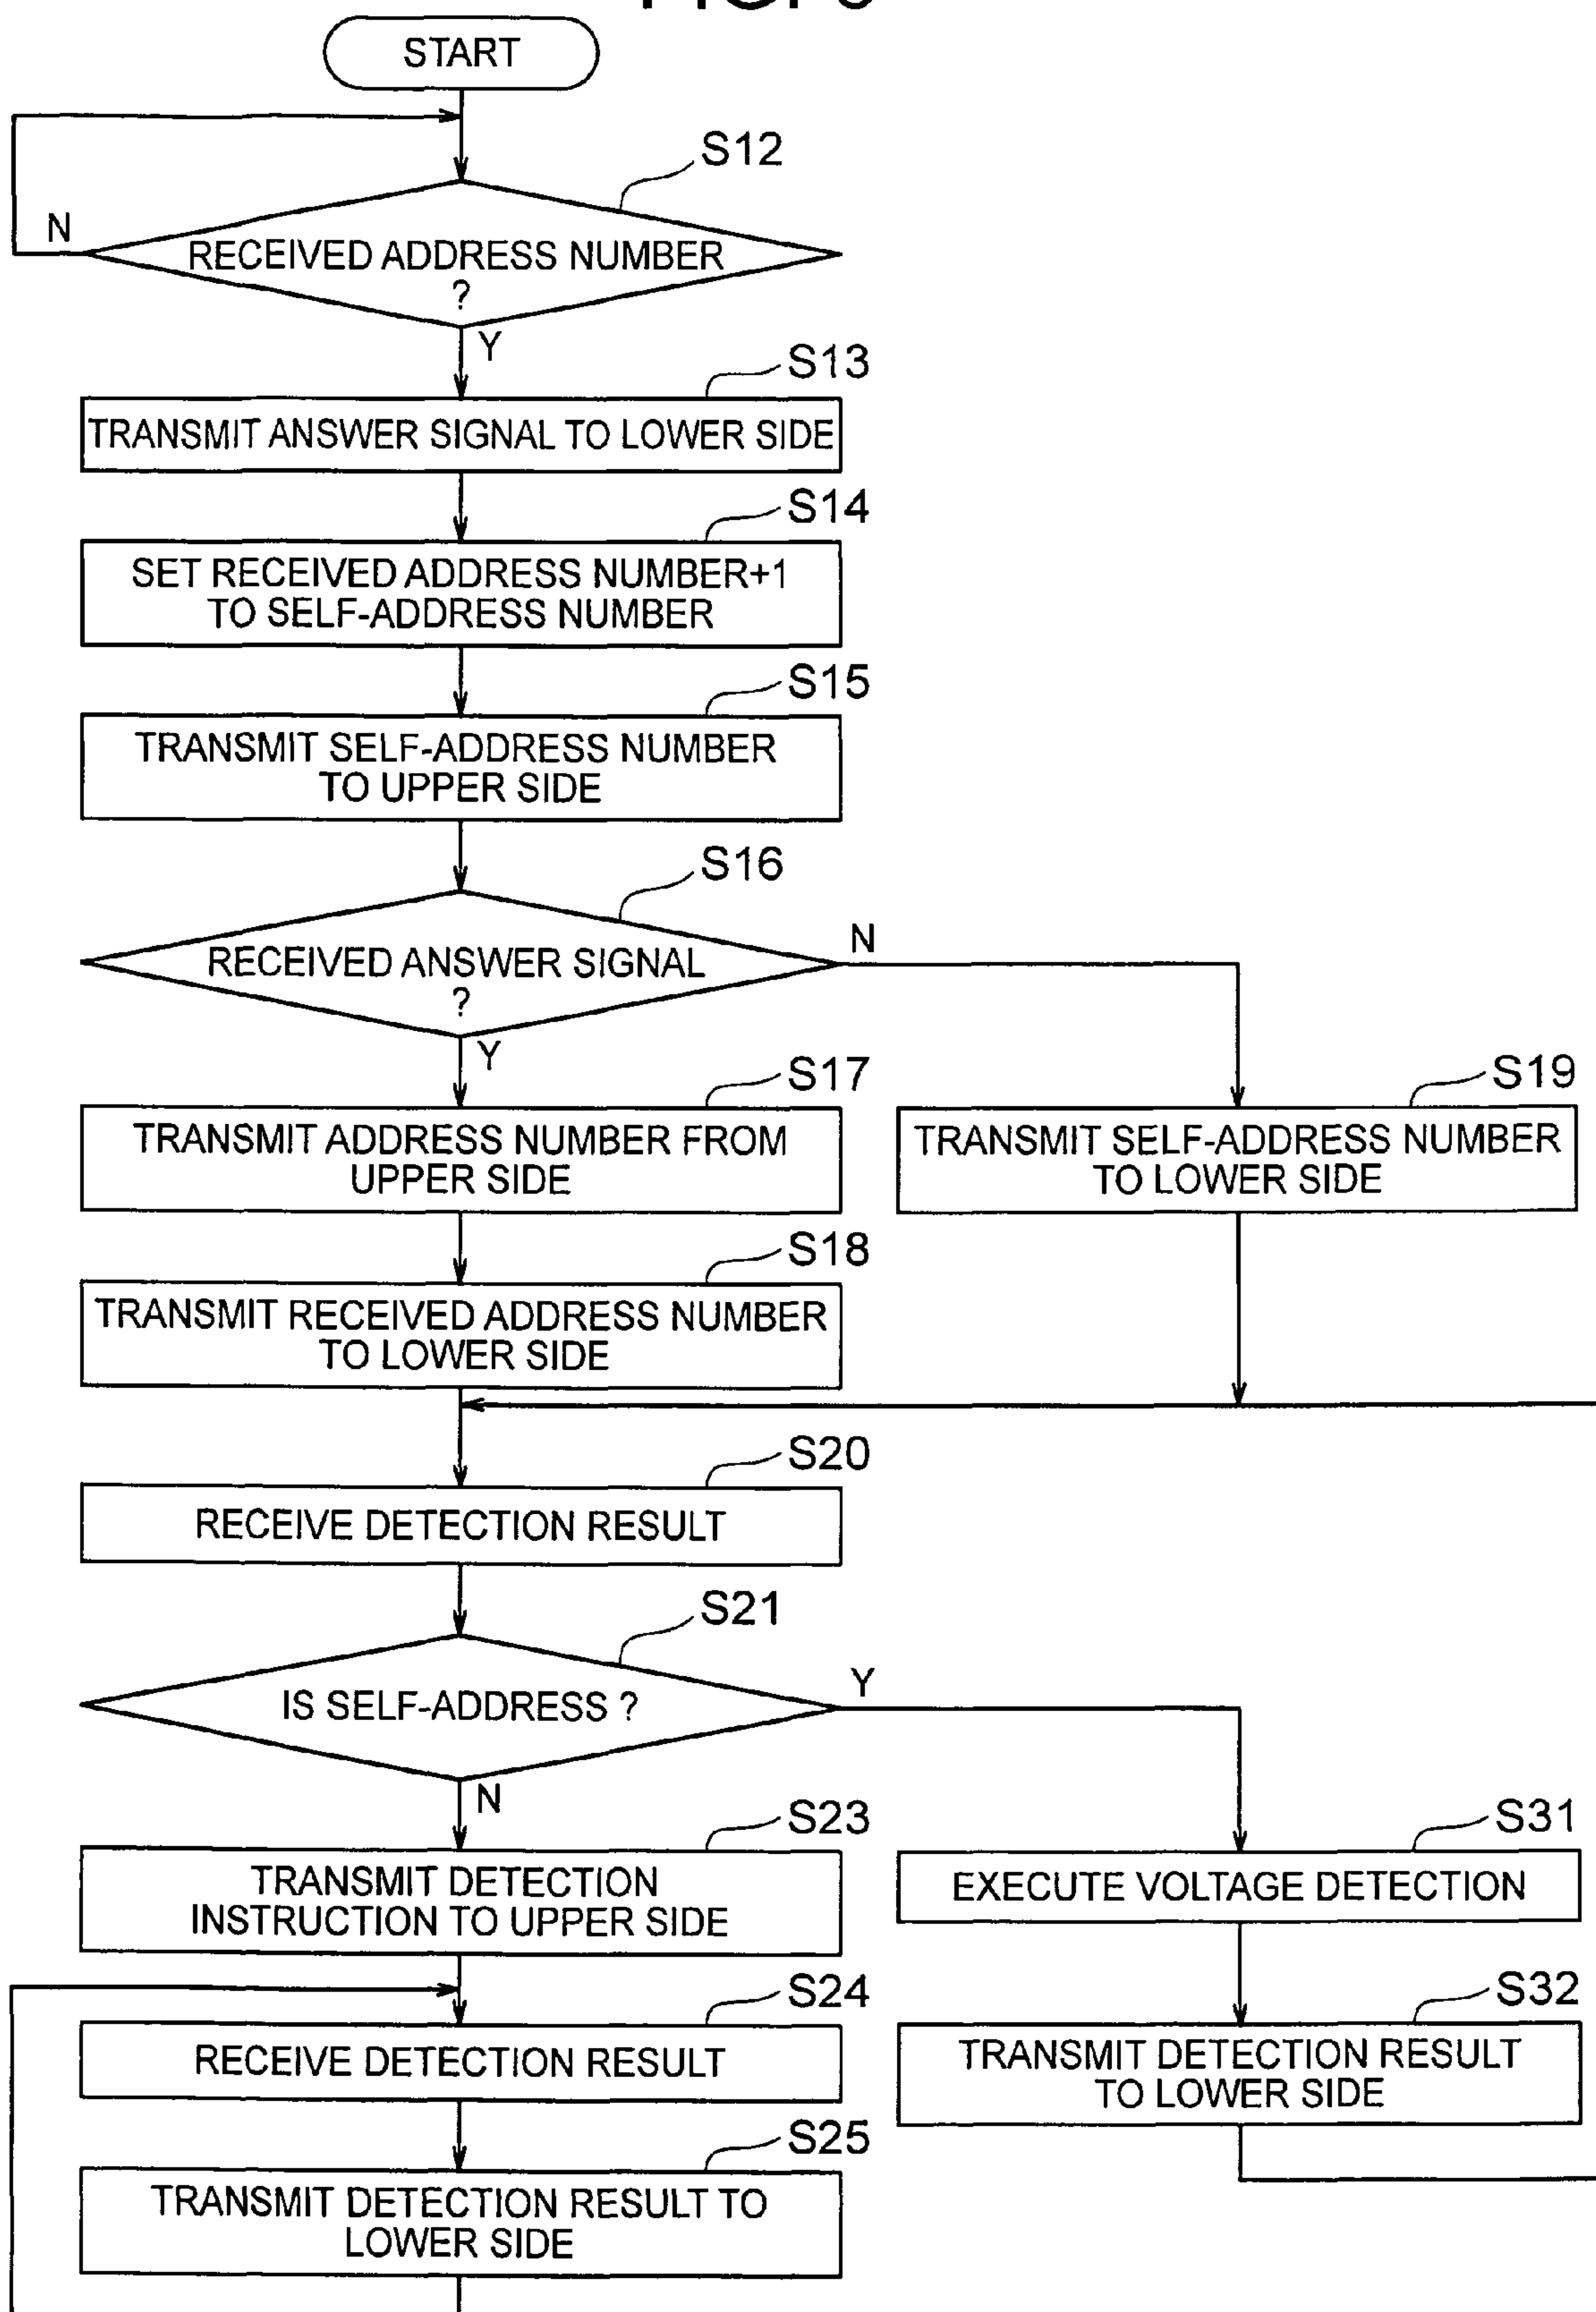 START
S12
N
RECEIVED ADDRESS NUMBER
?
Y
S13
TRANSMIT ANSWER SIGNAL TO LOWER SIDE
S14
SET RECEIVED ADDRESS NUMBER+1
TO SELF-ADDRESS NUMBER
S15
TRANSMIT SELF-ADDRESS NUMBER
TO UPPER SIDE
S16
N
RECEIVED ANSWER SIGNAL
?
Y
S17
TRANSMIT ADDRESS NUMBER FROM
UPPER SIDE
S19
TRANSMIT SELF-ADDRESS NUMBER
TO LOWER SIDE
S18
TRANSMIT RECEIVED ADDRESS NUMBER
TO LOWER SIDE
S20
RECEIVE DETECTION RESULT
S21
Y
IS SELF-ADDRESS ?
N
S23
TRANSMIT DETECTION
INSTRUCTION TO UPPER SIDE
S31
EXECUTE VOLTAGE DETECTION
S24
RECEIVE DETECTION RESULT
S32
TRANSMIT DETECTION RESULT
TO LOWER SIDE
S25
TRANSMIT DETECTION RESULT TO
LOWER SIDE